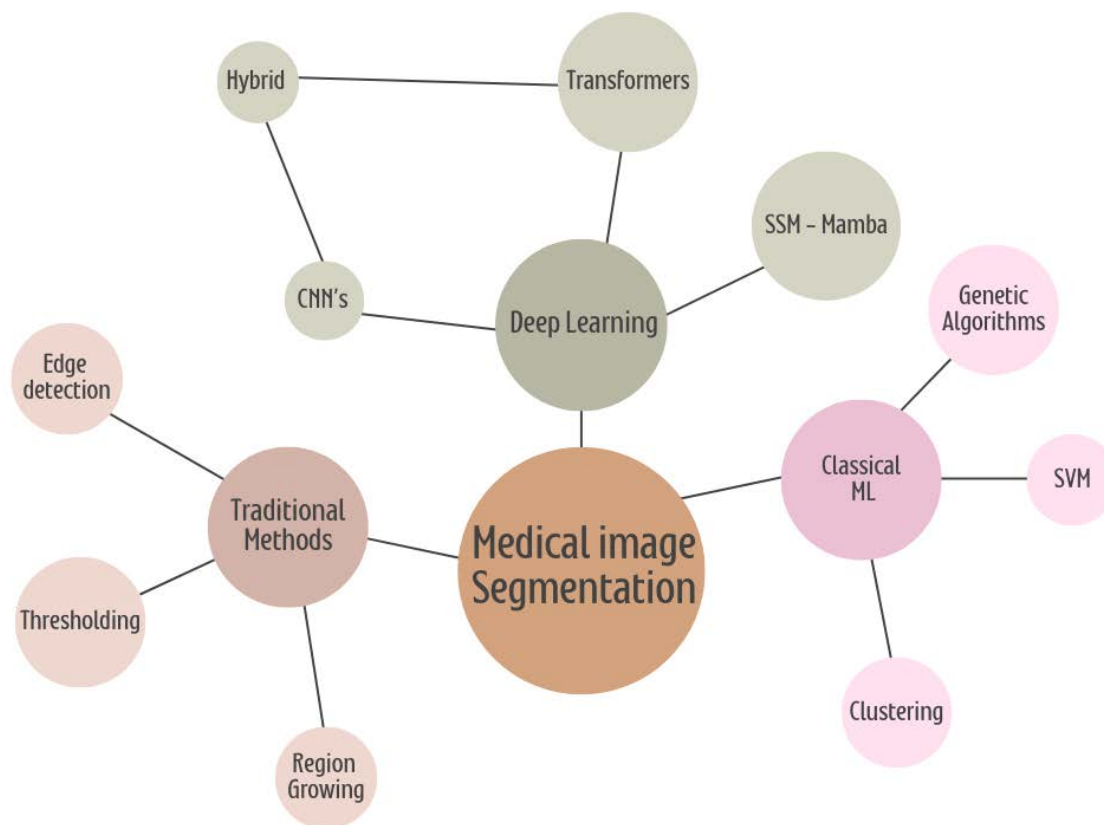 Hybrid
Transformers
SSM – Mamba
CNN's
Deep Learning
Genetic
Algorithms
Edge
detection
Classical
ML
SVM
Traditional
Methods
Medical image
Segmentation
Thresholding
Clustering
Region
Growing